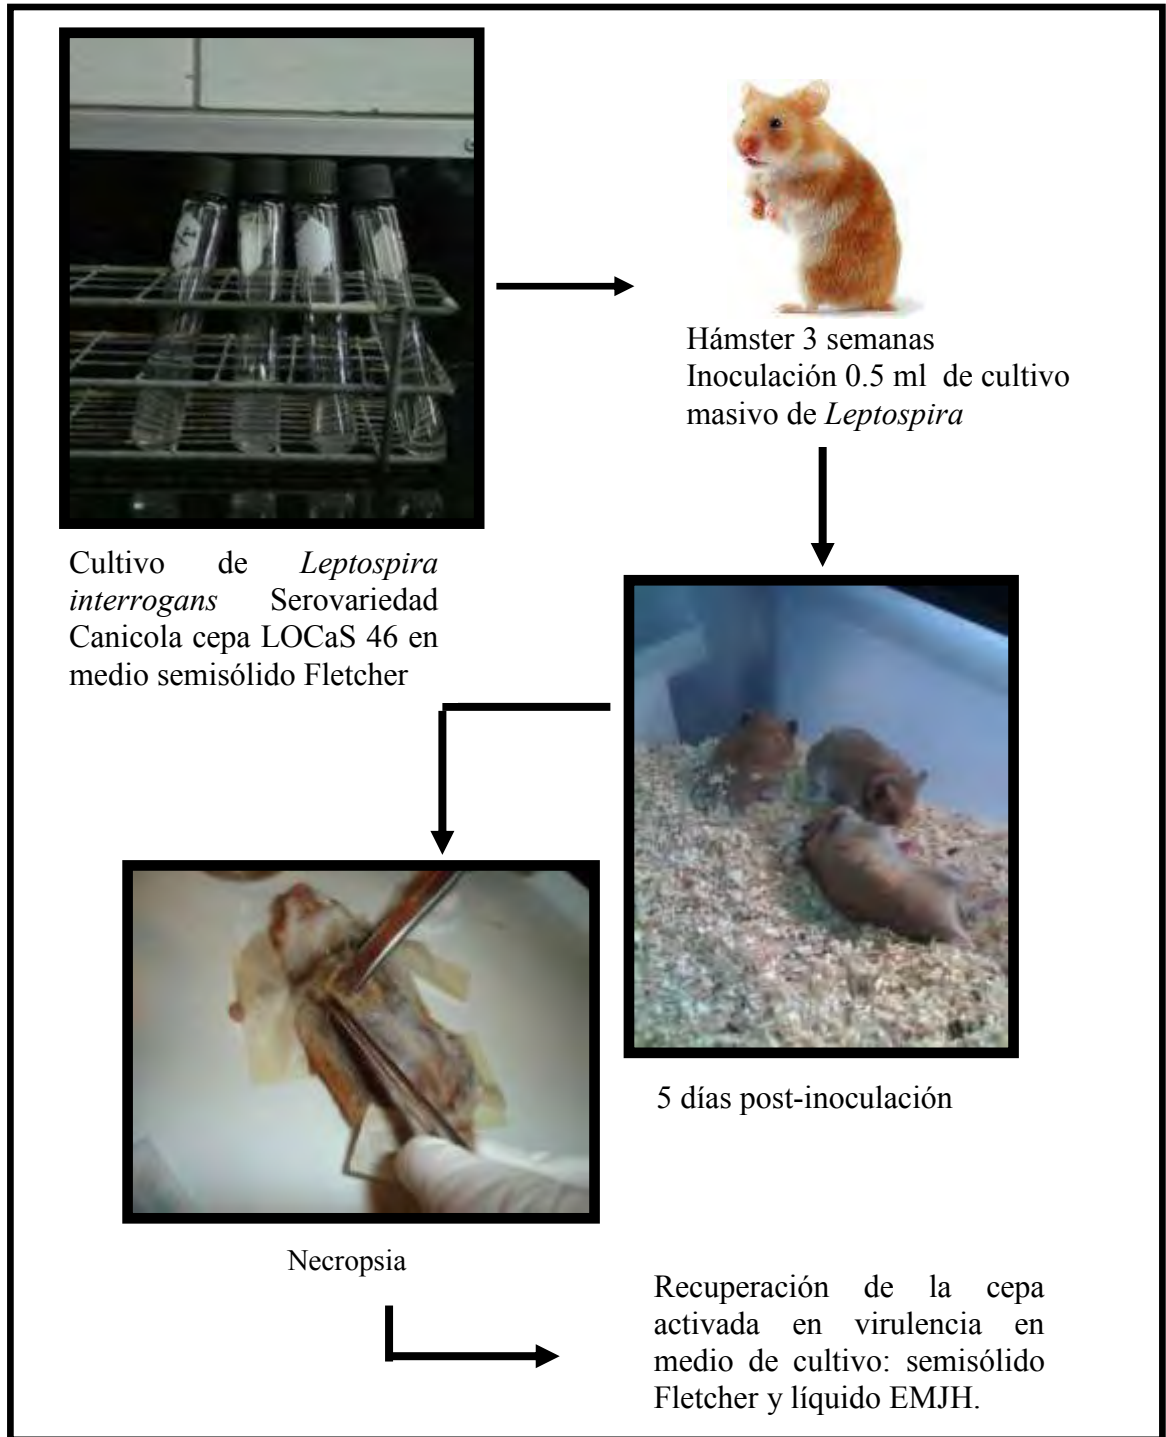 Hámster 3 semanas
Inoculación 0.5 ml de cultivo
masivo de Leptospira
Cultivo de Leptospira
interrogans Serovariedad
Canicola cepa LOCaS 46 en
medio semisólido Fletcher
5 días post-inoculación
Necropsia
Recuperación de la cepa
activada en virulencia en
medio de cultivo: semisólido
Fletcher y líquido EMJH.